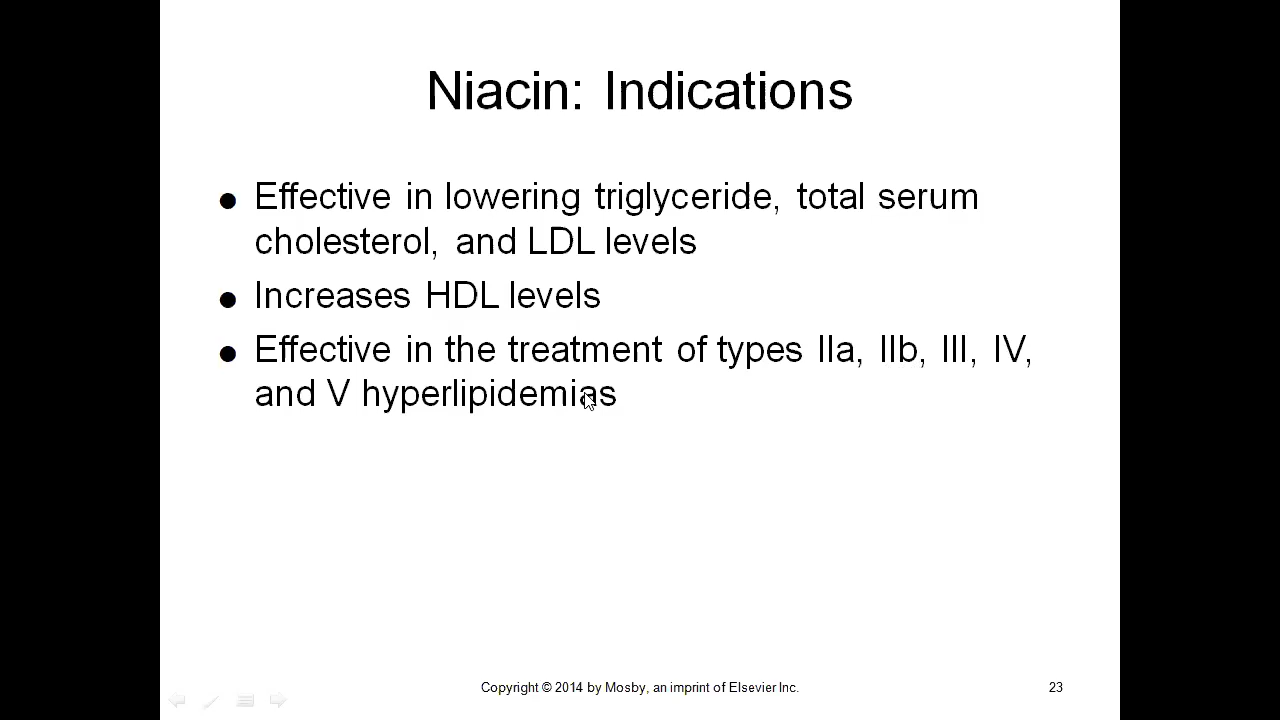 Niacin: Indications
● Effective in lowering triglyceride, total serum
cholesterol, and LDL levels
● Increases HDL levels
● Effective in the treatment of types IIa, IIb, III, IV,
and V hyperlipidemias
Copyright © 2014 by Mosby, an imprint of Elsevier Inc.
23